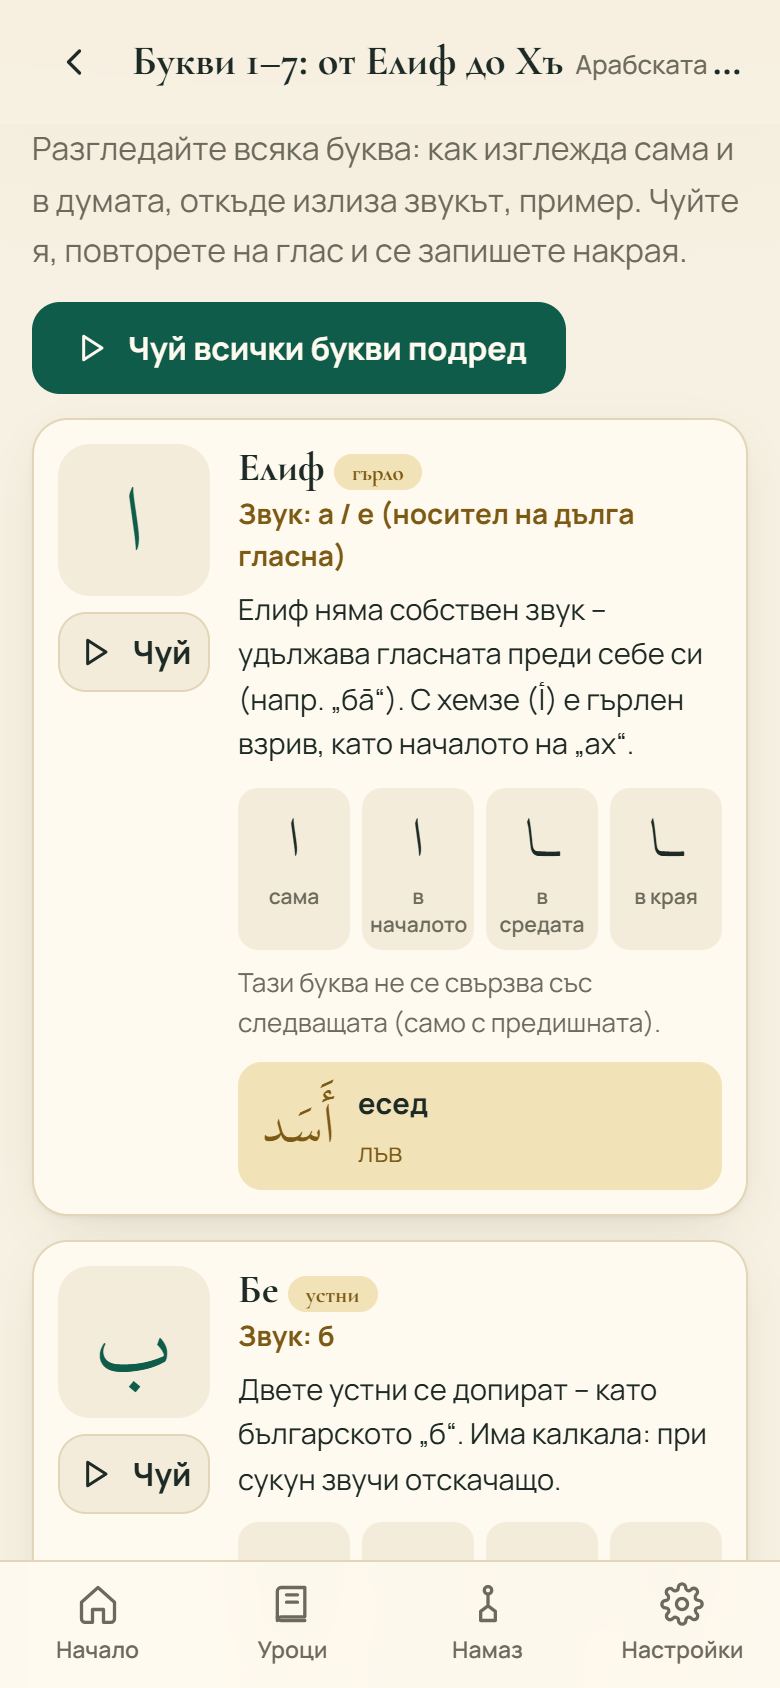 Букви 1–7: от Елиф до Хъ Арабската ...
Разгледайте всяка буква: как изглежда сама и
в думата, откъде излиза звукът, пример. Чуйте
я, повторете на глас и се запишете накрая.
Чуй всички букви подред
ا
Чуй
Елиф гърло
Звук: а / е (носител на дълга
гласна)
Елиф няма собствен звук –
удължава гласната преди себе си
(напр. „ба̄“). С хемзе (أ) е гърлен
взрив, като началото на „ах“.
ا ا ـا ـا
сама в началото в средата в края
Тази буква не се свързва със
следващата (само с предишната).
أَسَد есед
лъв
ب
Чуй
Бе устни
Звук: б
Двете устни се допират – като
българското „б“. Има калкала: при
сукун звучи отскачащо.
Начало Уроци Намаз Настройки